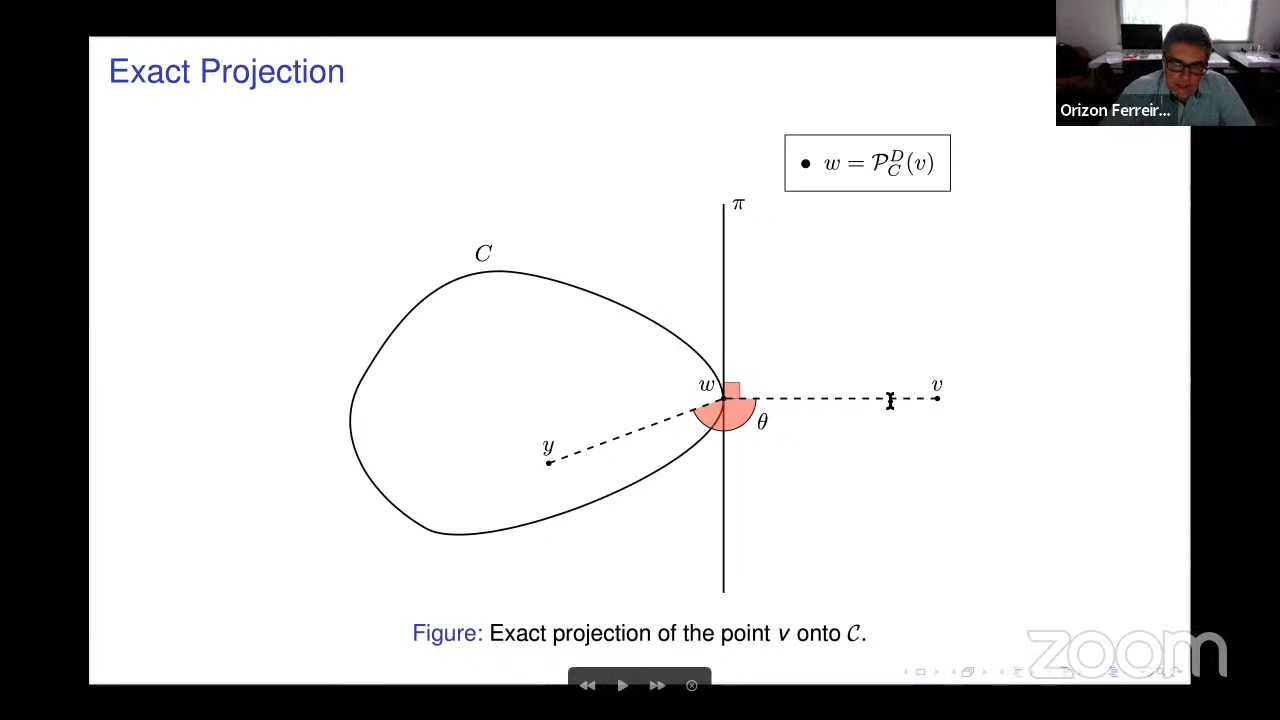 Exact Projection
Orizon Ferreir...
• w = 𝒫_C^D(v)
π
C
w
v
θ
y
Figure: Exact projection of the point v onto 𝒞.
zoom